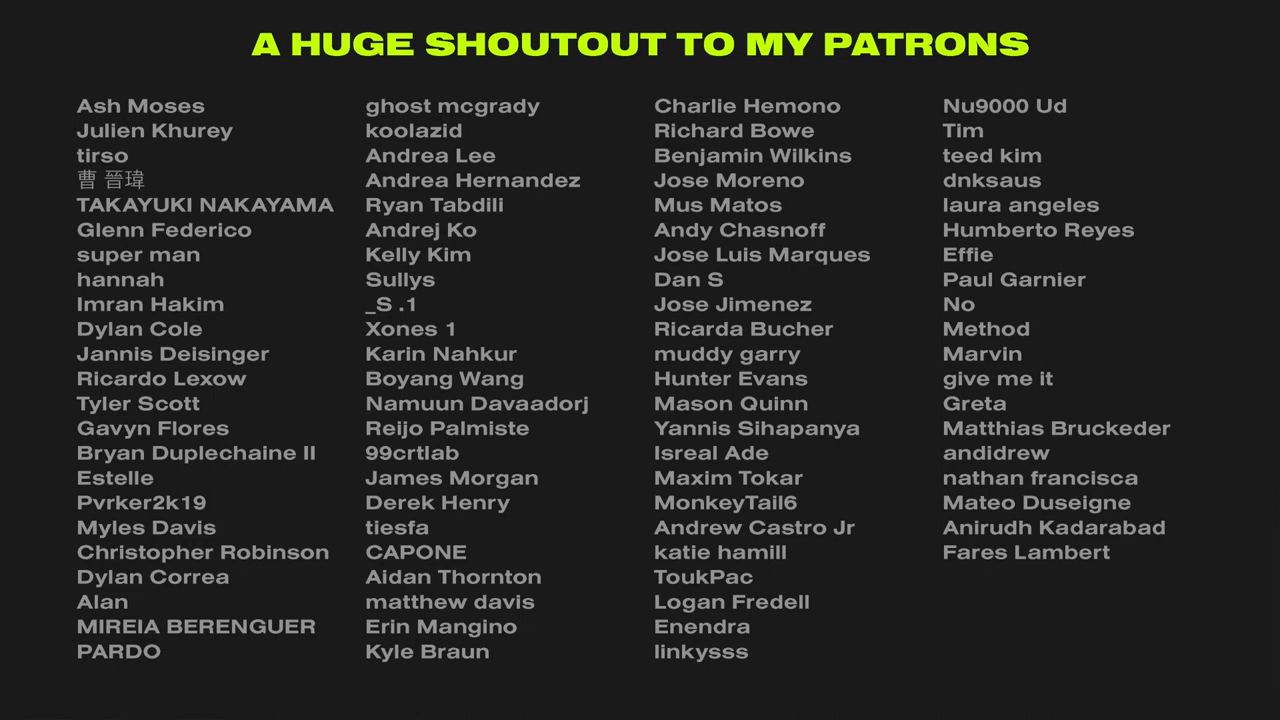 A HUGE SHOUTOUT TO MY PATRONS
Ash Moses
Julien Khurey
tirso
曹 晉瑋
TAKAYUKI NAKAYAMA
Glenn Federico
super man
hannah
Imran Hakim
Dylan Cole
Jannis Deisinger
Ricardo Lexow
Tyler Scott
Gavyn Flores
Bryan Duplechaine II
Estelle
Pvrker2k19
Myles Davis
Christopher Robinson
Dylan Correa
Alan
MIREIA BERENGUER
PARDO
ghost mcgrady
koolazid
Andrea Lee
Andrea Hernandez
Ryan Tabdili
Andrej Ko
Kelly Kim
Sullys
_S .1
Xones 1
Karin Nahkur
Boyang Wang
Namuun Davaadorj
Reijo Palmiste
99crtlab
James Morgan
Derek Henry
tiesfa
CAPONE
Aidan Thornton
matthew davis
Erin Mangino
Kyle Braun
Charlie Hemono
Richard Bowe
Benjamin Wilkins
Jose Moreno
Mus Matos
Andy Chasnoff
Jose Luis Marques
Dan S
Jose Jimenez
Ricarda Bucher
muddy garry
Hunter Evans
Mason Quinn
Yannis Sihapanya
Isreal Ade
Maxim Tokar
MonkeyTail6
Andrew Castro Jr
katie hamill
ToukPac
Logan Fredell
Enendra
linkysss
Nu9000 Ud
Tim
teed kim
dnksaus
laura angeles
Humberto Reyes
Effie
Paul Garnier
No
Method
Marvin
give me it
Greta
Matthias Bruckeder
andidrew
nathan francisca
Mateo Duseigne
Anirudh Kadarabad
Fares Lambert